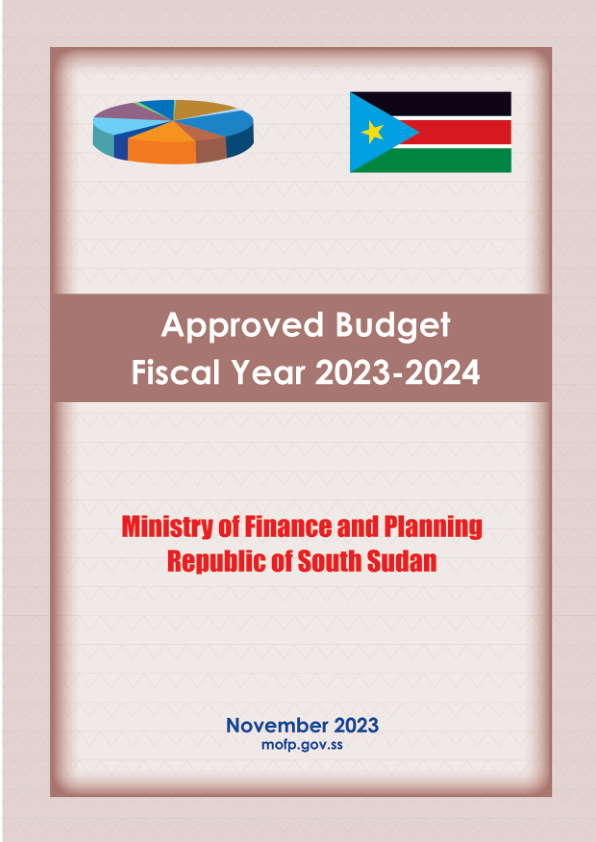 Approved Budget
Fiscal Year 2023-2024
Ministry of Finance and Planning
Republic of South Sudan
November 2023
mofp.gov.ss